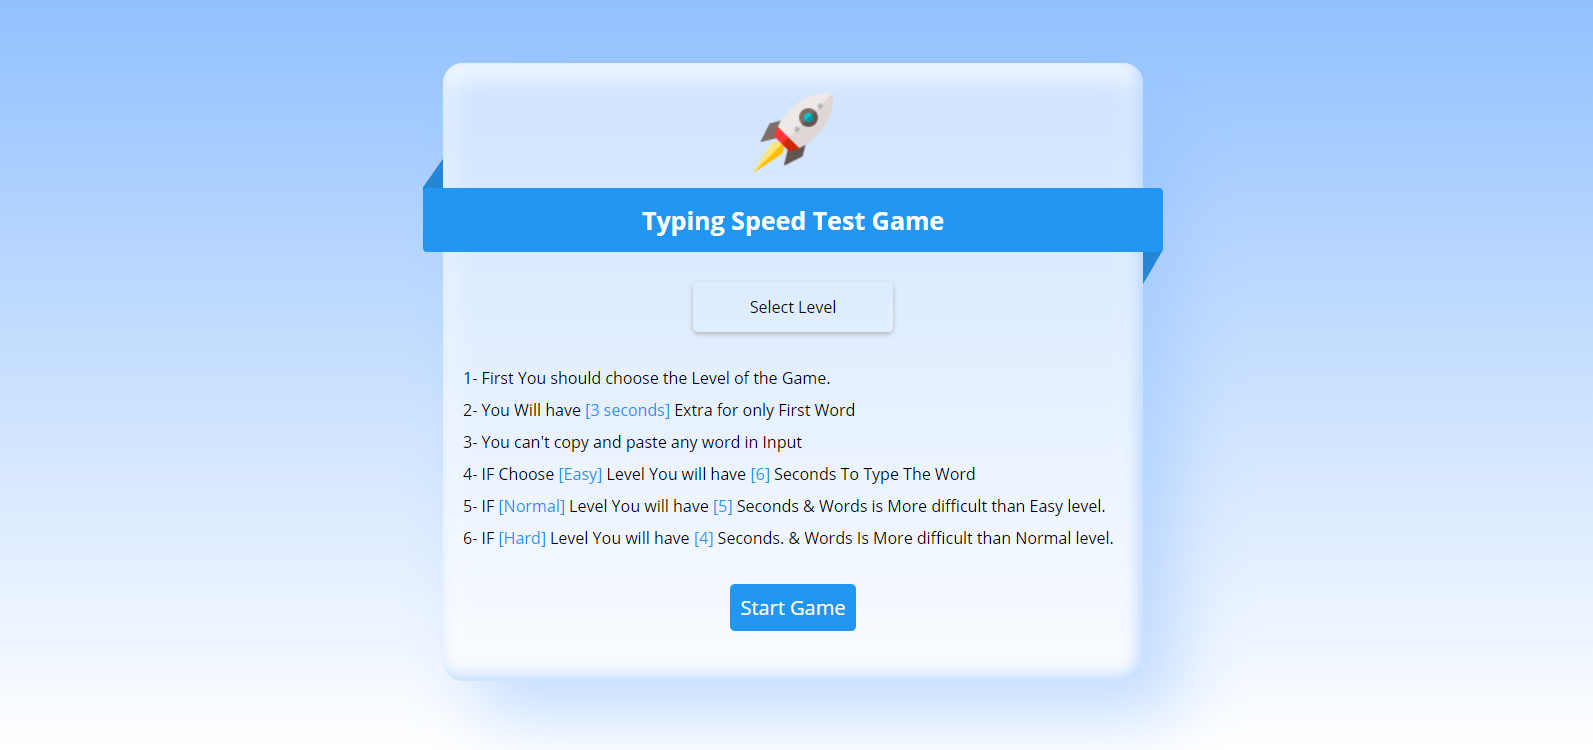 Typing Speed Test Game
Select Level
1- First You should choose the Level of the Game.
2- You Will have [3 seconds] Extra for only First Word
3- You can't copy and paste any word in Input
4- IF Choose [Easy] Level You will have [6] Seconds To Type The Word
5- IF [Normal] Level You will have [5] Seconds & Words is More difficult than Easy level.
6- IF [Hard] Level You will have [4] Seconds. & Words Is More difficult than Normal level.
Start Game